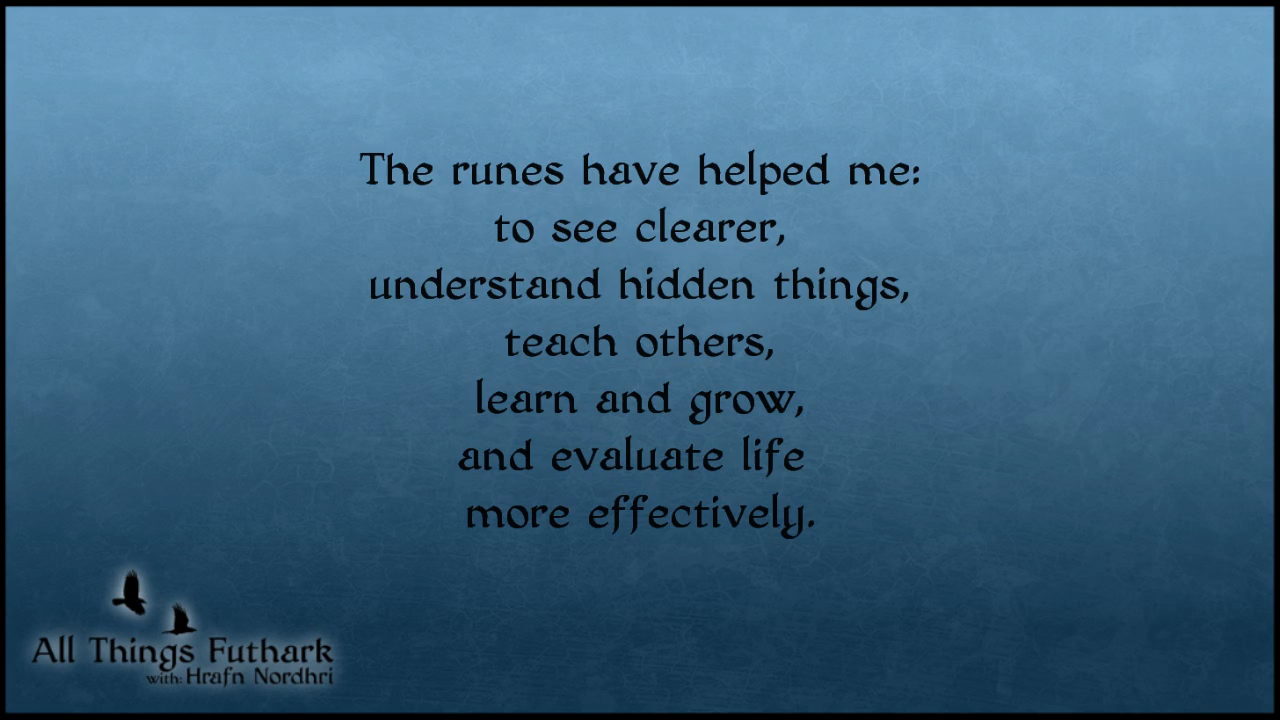 The runes have helped me:
to see clearer,
understand hidden things,
teach others,
learn and grow,
and evaluate life
more effectively.
All Things Futhark
with: Hrafn Nordhri